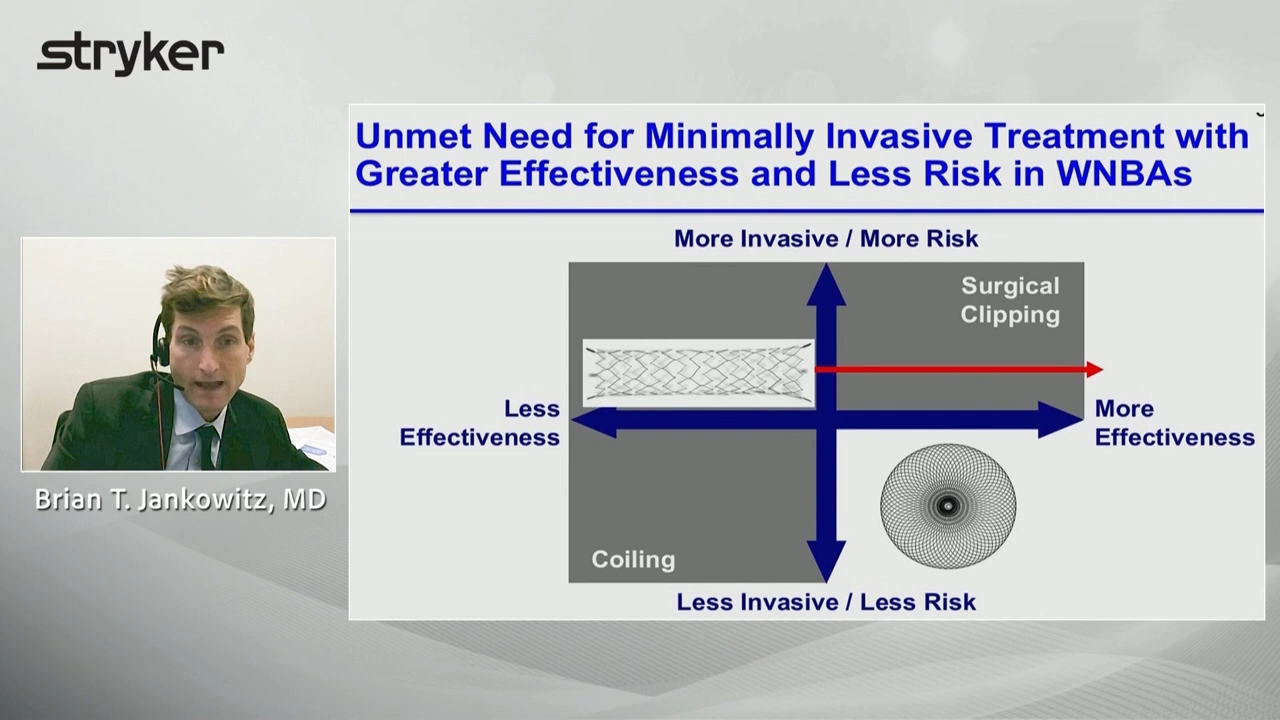 stryker
Unmet Need for Minimally Invasive Treatment with
Greater Effectiveness and Less Risk in WNBAs
More Invasive / More Risk
Surgical
Clipping
Less
Effectiveness
More
Effectiveness
Coiling
Less Invasive / Less Risk
Brian T. Jankowitz, MD